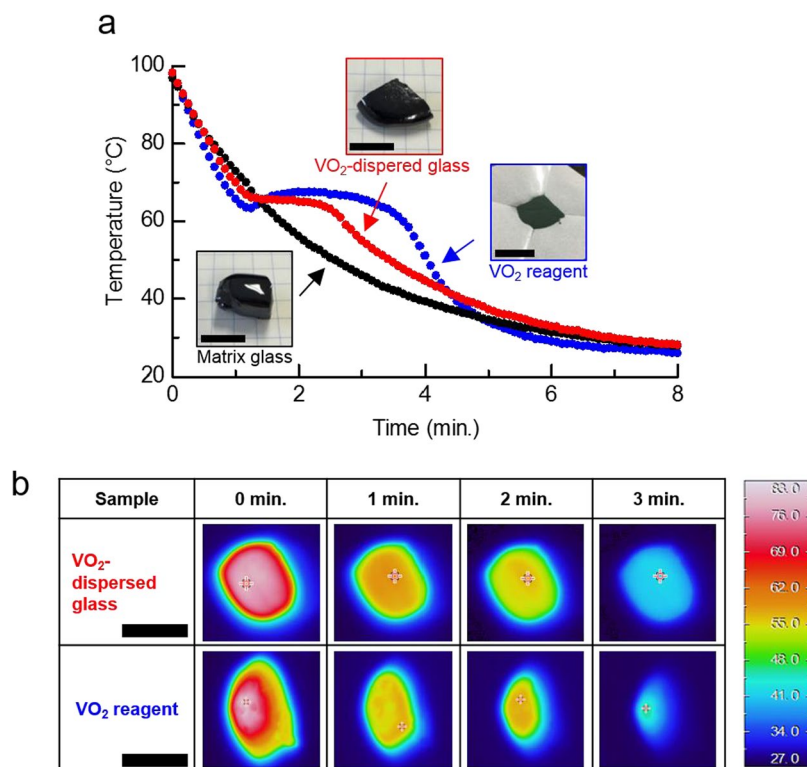 a
100
80
60
40
20
Temperature (°C)
VO₂-dispered glass
VO₂ reagent
Matrix glass
0
2
4
6
8
Time (min.)
b
Sample
0 min.
1 min.
2 min.
3 min.
VO₂-
dispersed
glass
VO₂ reagent
83.0
76.0
69.0
62.0
55.0
48.0
41.0
34.0
27.0